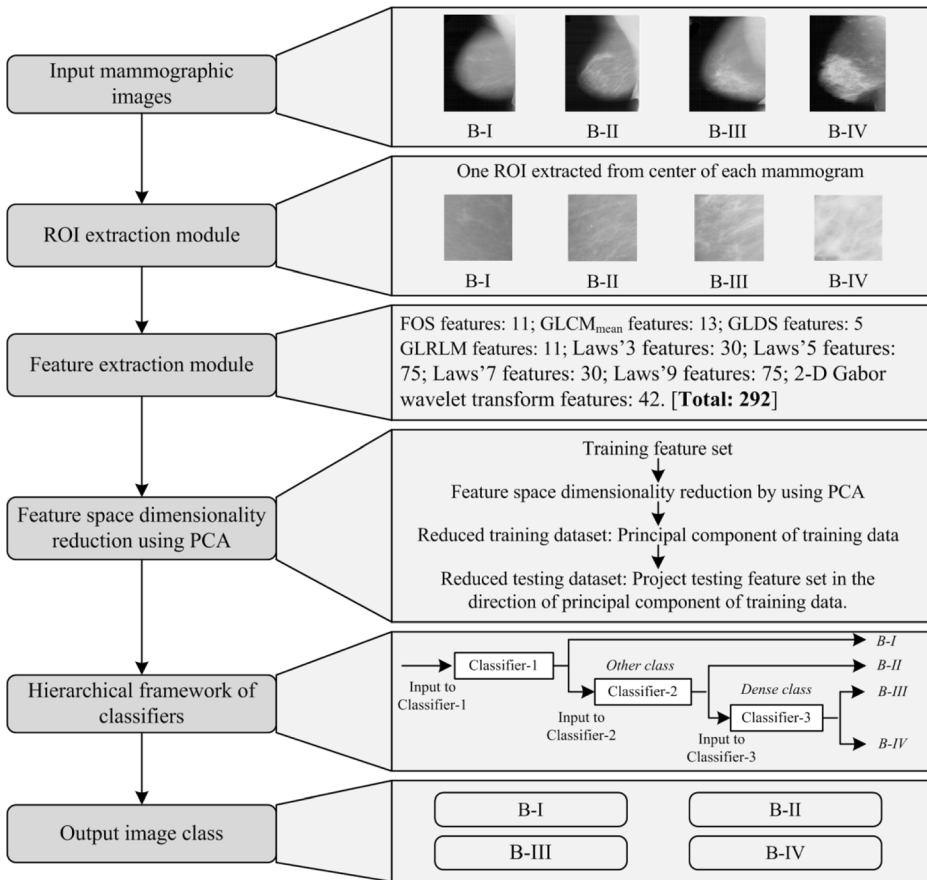 Input mammographic
images
B-I
B-II
B-III
B-IV
ROI extraction module
One ROI extracted from center of each mammogram
B-I
B-II
B-III
B-IV
Feature extraction module
FOS features: 11; GLCMmean features: 13; GLDS features: 5
GLRLM features: 11; Laws’3 features: 30; Laws’5 features:
75; Laws’7 features: 30; Laws’9 features: 75; 2-D Gabor
wavelet transform features: 42. [Total: 292]
Feature space dimensionality
reduction using PCA
Training feature set
Feature space dimensionality reduction by using PCA
Reduced training dataset: Principal component of training data
Reduced testing dataset: Project testing feature set in the
direction of principal component of training data.
Hierarchical framework of
classifiers
Input to
Classifier-1
Classifier-1
B-I
Other class
Input to
Classifier-2
Classifier-2
B-II
Dense class
Input to
Classifier-3
Classifier-3
B-III
B-IV
Output image class
B-I
B-II
B-III
B-IV